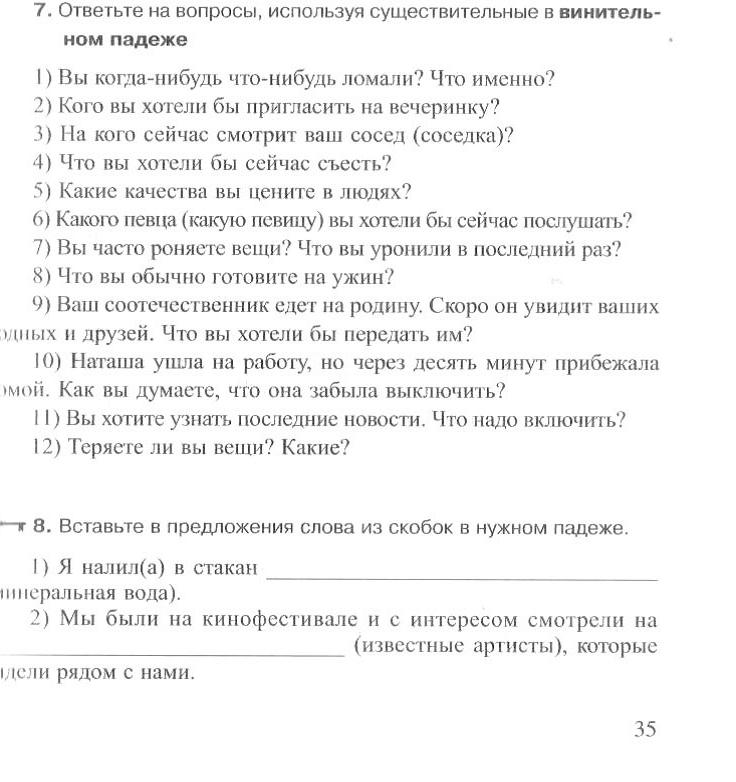 7. Ответьте на вопросы, используя существительные в винитель-
ном падеже
1) Вы когда-нибудь что-нибудь ломали? Что именно?
2) Кого вы хотели бы пригласить на вечеринку?
3) На кого сейчас смотрит ваш сосед (соседка)?
4) Что вы хотели бы сейчас съесть?
5) Какие качества вы цените в людях?
6) Какого певца (какую певицу) вы хотели бы сейчас послушать?
7) Вы часто роняете вещи? Что вы уронили в последний раз?
8) Что вы обычно готовите на ужин?
9) Ваш соотечественник едет на родину. Скоро он увидит ваших
одных и друзей. Что вы хотели бы передать им?
10) Наташа ушла на работу, но через десять минут прибежала
омой. Как вы думаете, что она забыла выключить?
11) Вы хотите узнать последние новости. Что надо включить?
12) Теряете ли вы вещи? Какие?
8. Вставьте в предложения слова из скобок в нужном падеже.
1) Я налил(а) в стакан
инеральная вода).
2) Мы были на кинофестивале и с интересом смотрели на
(известные артисты), которые
идели рядом с нами.
35